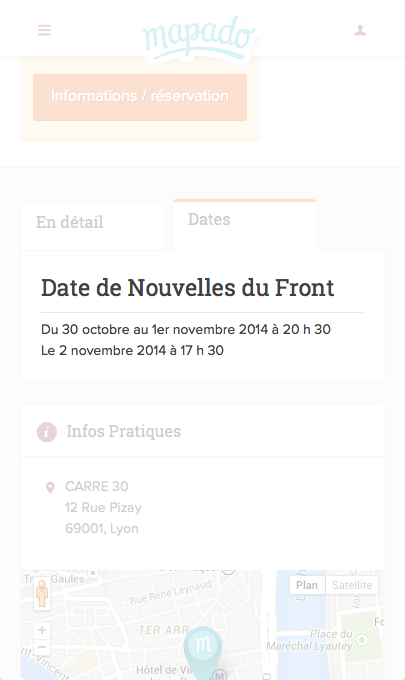 mapado
Informations / réservation
En détail
Dates
Date de Nouvelles du Front
Du 30 octobre au 1er novembre 2014 à 20 h 30
Le 2 novembre 2014 à 17 h 30
i Infos Pratiques
CARRE 30
12 Rue Pizay
69001, Lyon
Plan
Satellite
Gaules
Rue René Leynaud
1ER ARR
Place du
Maréchal Lyautey
m
Hôtel de Vi
M